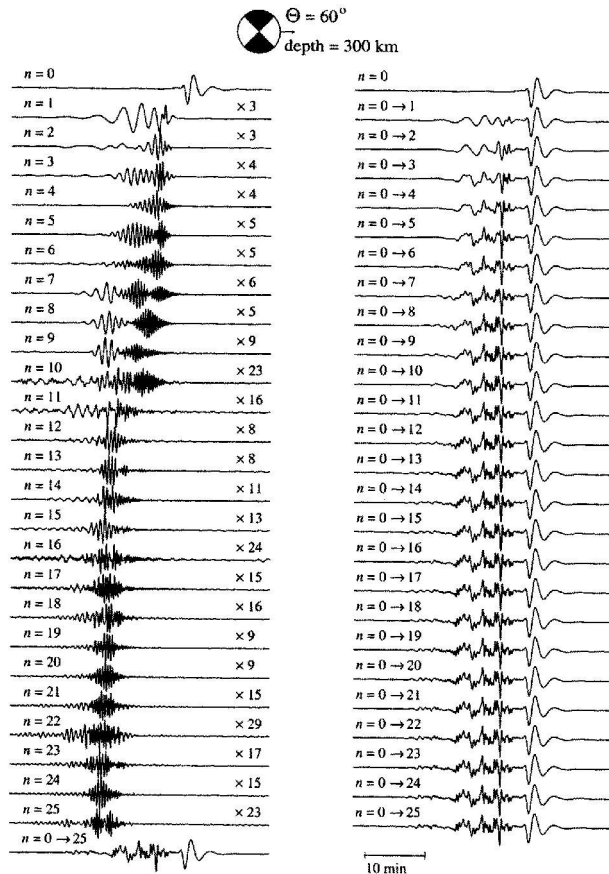 Θ = 60°
depth = 300 km
n = 0
n = 1 × 3
n = 2 × 3
n = 3 × 4
n = 4 × 4
n = 5 × 5
n = 6 × 5
n = 7 × 6
n = 8 × 5
n = 9 × 9
n = 10 × 23
n = 11 × 16
n = 12 × 8
n = 13 × 8
n = 14 × 11
n = 15 × 13
n = 16 × 24
n = 17 × 15
n = 18 × 16
n = 19 × 9
n = 20 × 9
n = 21 × 15
n = 22 × 29
n = 23 × 17
n = 24 × 15
n = 25 × 23
n = 0 → 25
n = 0
n = 0 → 1
n = 0 → 2
n = 0 → 3
n = 0 → 4
n = 0 → 5
n = 0 → 6
n = 0 → 7
n = 0 → 8
n = 0 → 9
n = 0 → 10
n = 0 → 11
n = 0 → 12
n = 0 → 13
n = 0 → 14
n = 0 → 15
n = 0 → 16
n = 0 → 17
n = 0 → 18
n = 0 → 19
n = 0 → 20
n = 0 → 21
n = 0 → 22
n = 0 → 23
n = 0 → 24
n = 0 → 25
10 min